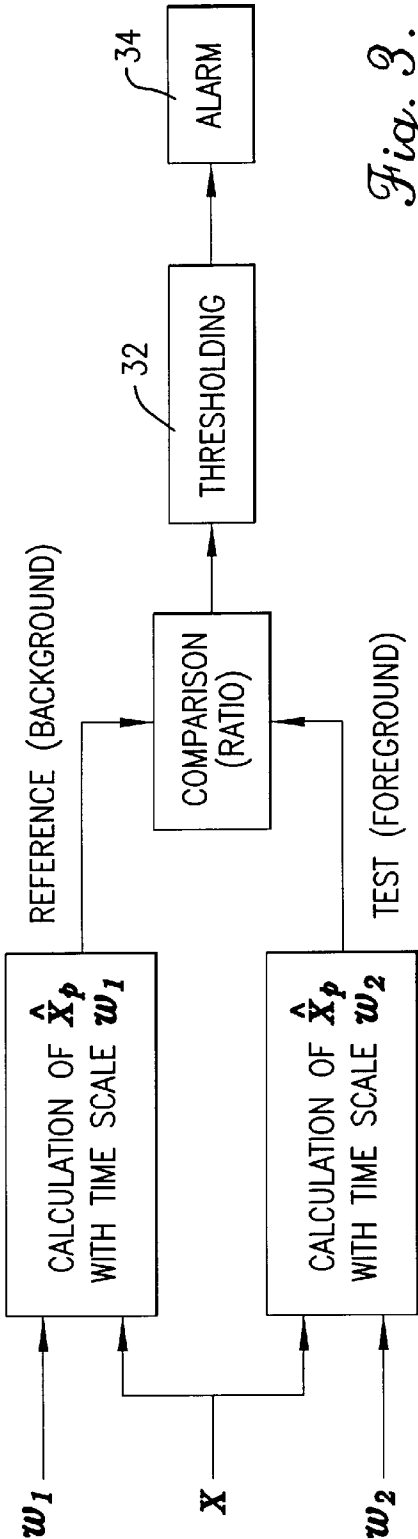 w1
X
w2
CALCULATION OF X̂p
WITH TIME SCALE w1
CALCULATION OF X̂p
WITH TIME SCALE w2
REFERENCE (BACKGROUND)
TEST (FOREGROUND)
COMPARISON
(RATIO)
32
THRESHOLDING
34
ALARM
Fig. 3.